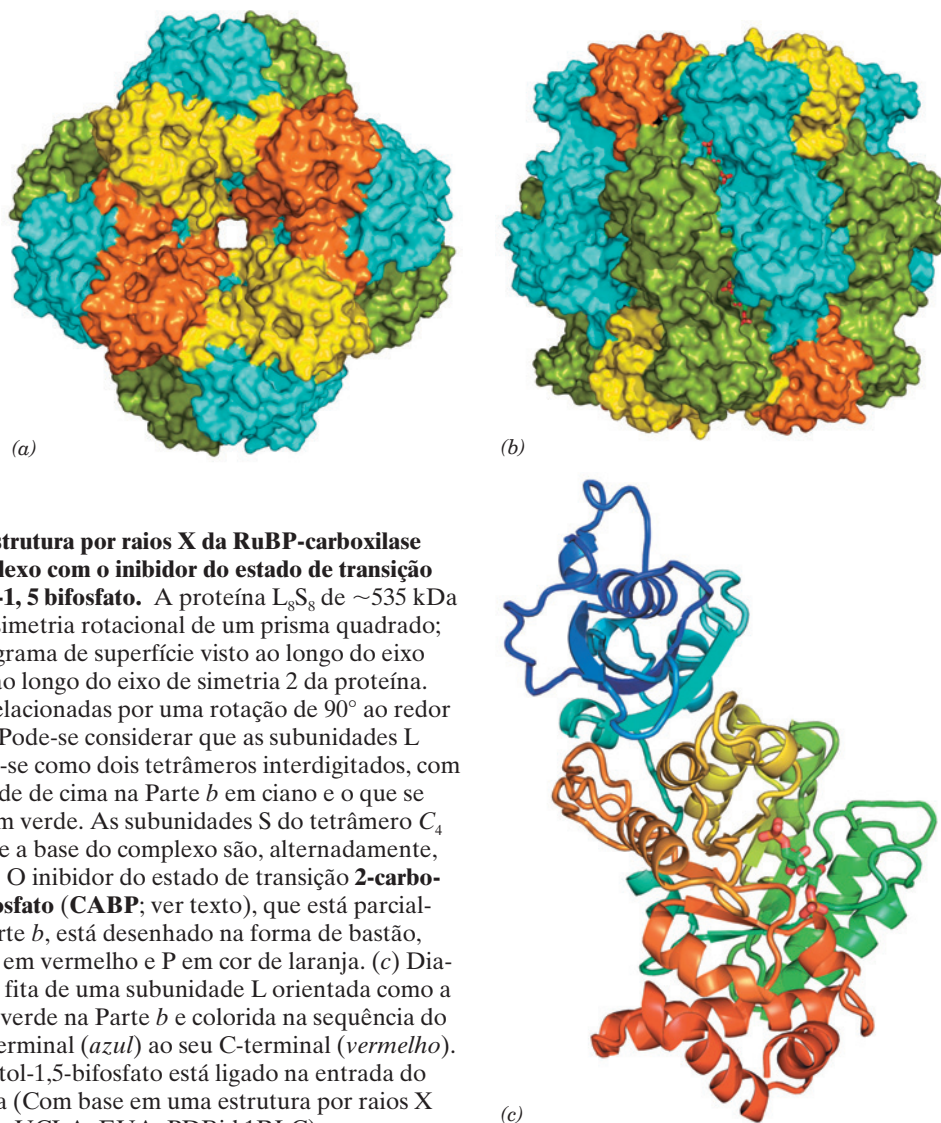 (a)
(b)
strutura por raios X da RuBP-carboxilase
plexo com o inibidor do estado de transição
-1, 5 bifosfato. A proteína L₈S₈ de ~535 kDa
simetria rotacional de um prisma quadrado;
grama de superfície visto ao longo do eixo
ao longo do eixo de simetria 2 da proteína.
elacionadas por uma rotação de 90° ao redor
Pode-se considerar que as subunidades L
-se como dois tetrâmeros interdigitados, com
de de cima na Parte b em ciano e o que se
m verde. As subunidades S do tetrâmero C₄
e a base do complexo são, alternadamente,
O inibidor do estado de transição 2-carbo-
osfato (CABP; ver texto), que está parcial-
rte b, está desenhado na forma de bastão,
em vermelho e P em cor de laranja. (c) Dia-
fita de uma subunidade L orientada como a
verde na Parte b e colorida na sequência do
erminal (azul) ao seu C-terminal (vermelho).
tol-1,5-bifosfato está ligado na entrada do
a (Com base em uma estrutura por raios X
(c)